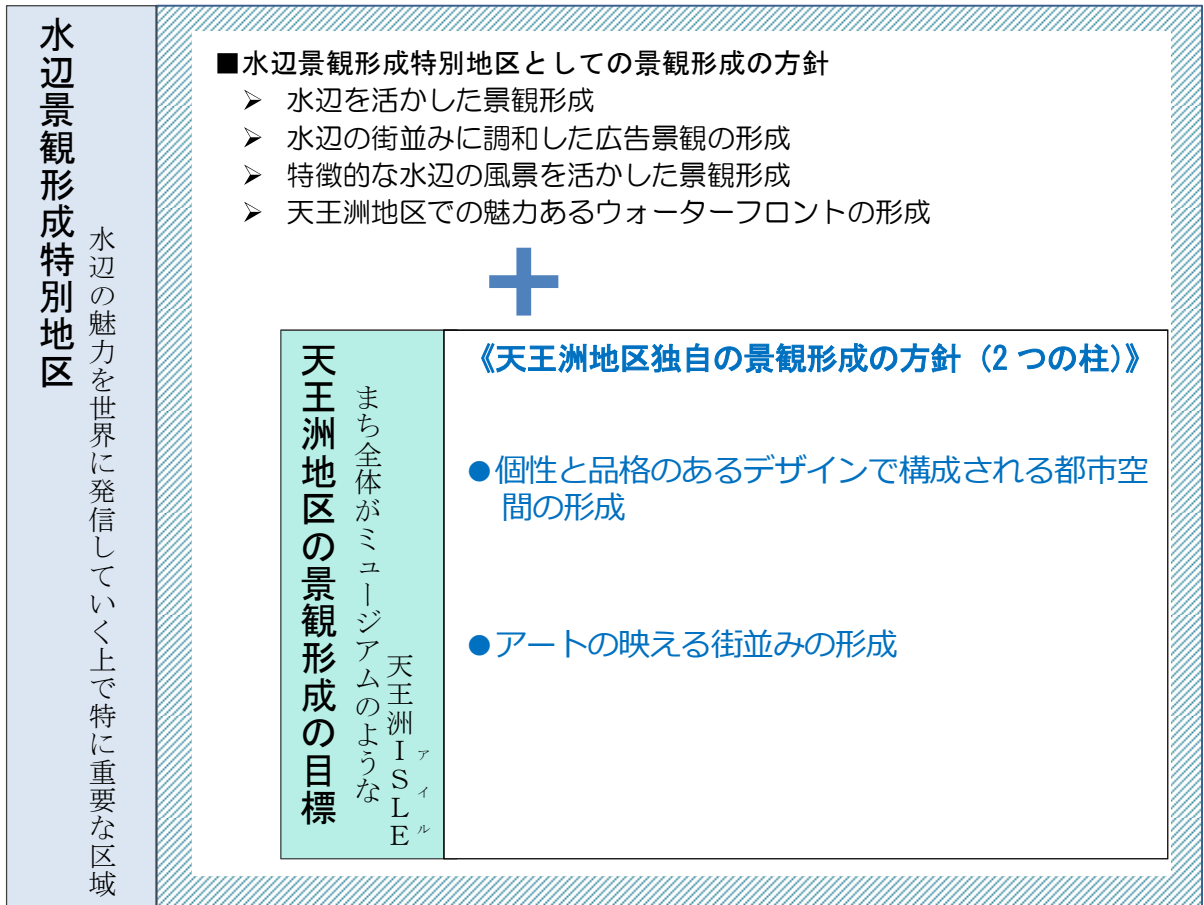 水辺景観形成特別地区
水辺の魅力を世界に発信していく上で特に重要な区域
■水辺景観形成特別地区としての景観形成の方針
➢ 水辺を活かした景観形成
➢ 水辺の街並みに調和した広告景観の形成
➢ 特徴的な水辺の風景を活かした景観形成
➢ 天王洲地区での魅力あるウォーターフロントの形成
+
天王洲地区の景観形成の目標
まち全体がミュージアムのような
天王洲ISLE
アイル
《天王洲地区独自の景観形成の方針(2つの柱)》
●個性と品格のあるデザインで構成される都市空
間の形成
●アートの映える街並みの形成